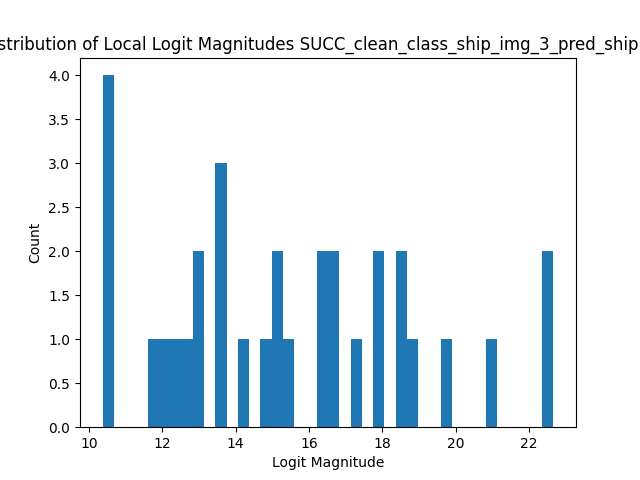 stribution of Local Logit Magnitudes SUCC_clean_class_ship_img_3_pred_ship
4.0
3.5
3.0
2.5
2.0
1.5
1.0
0.5
0.0
Count
10 12 14 16 18 20 22
Logit Magnitude